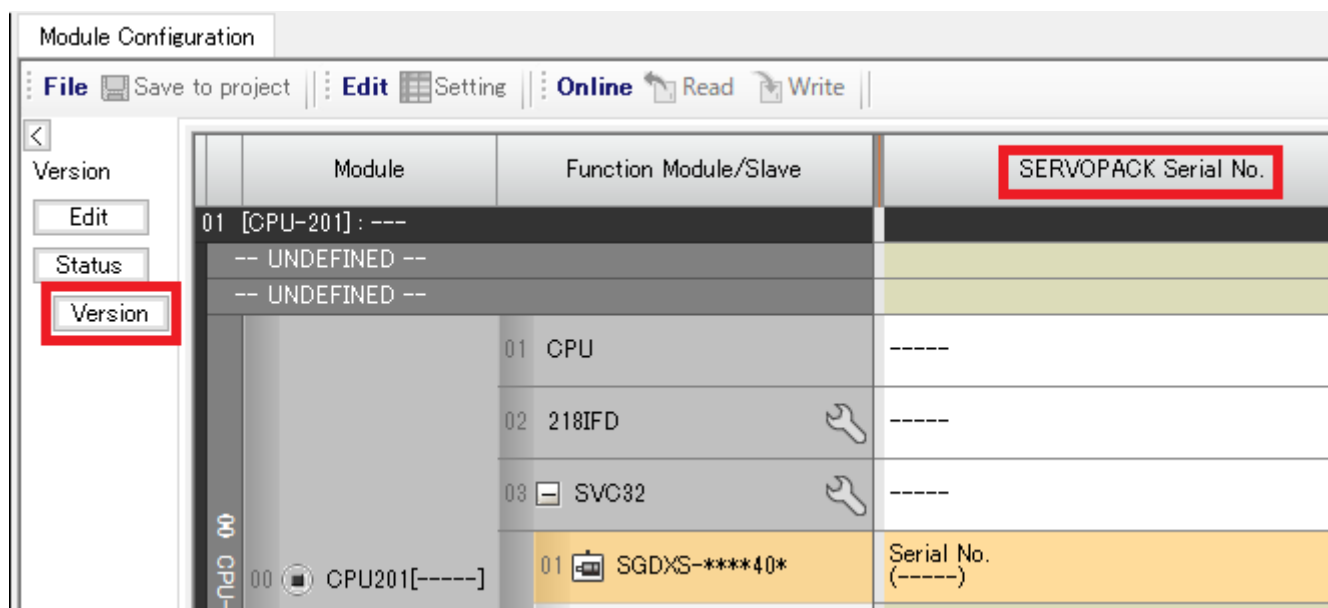 Module Configuration
File Save to project Edit Setting Online Read Write
<
Version
Module Function Module/Slave SERVOPACK Serial No.
Edit
01 [CPU-201] : ---
Status
-- UNDEFINED --
-- UNDEFINED --
Version
01 CPU -----
02 218IFD -----
03 SVC32 -----
00 CPU-
00 CPU201[-----]
01 SGDXS-****40*
Serial No.
(-----)